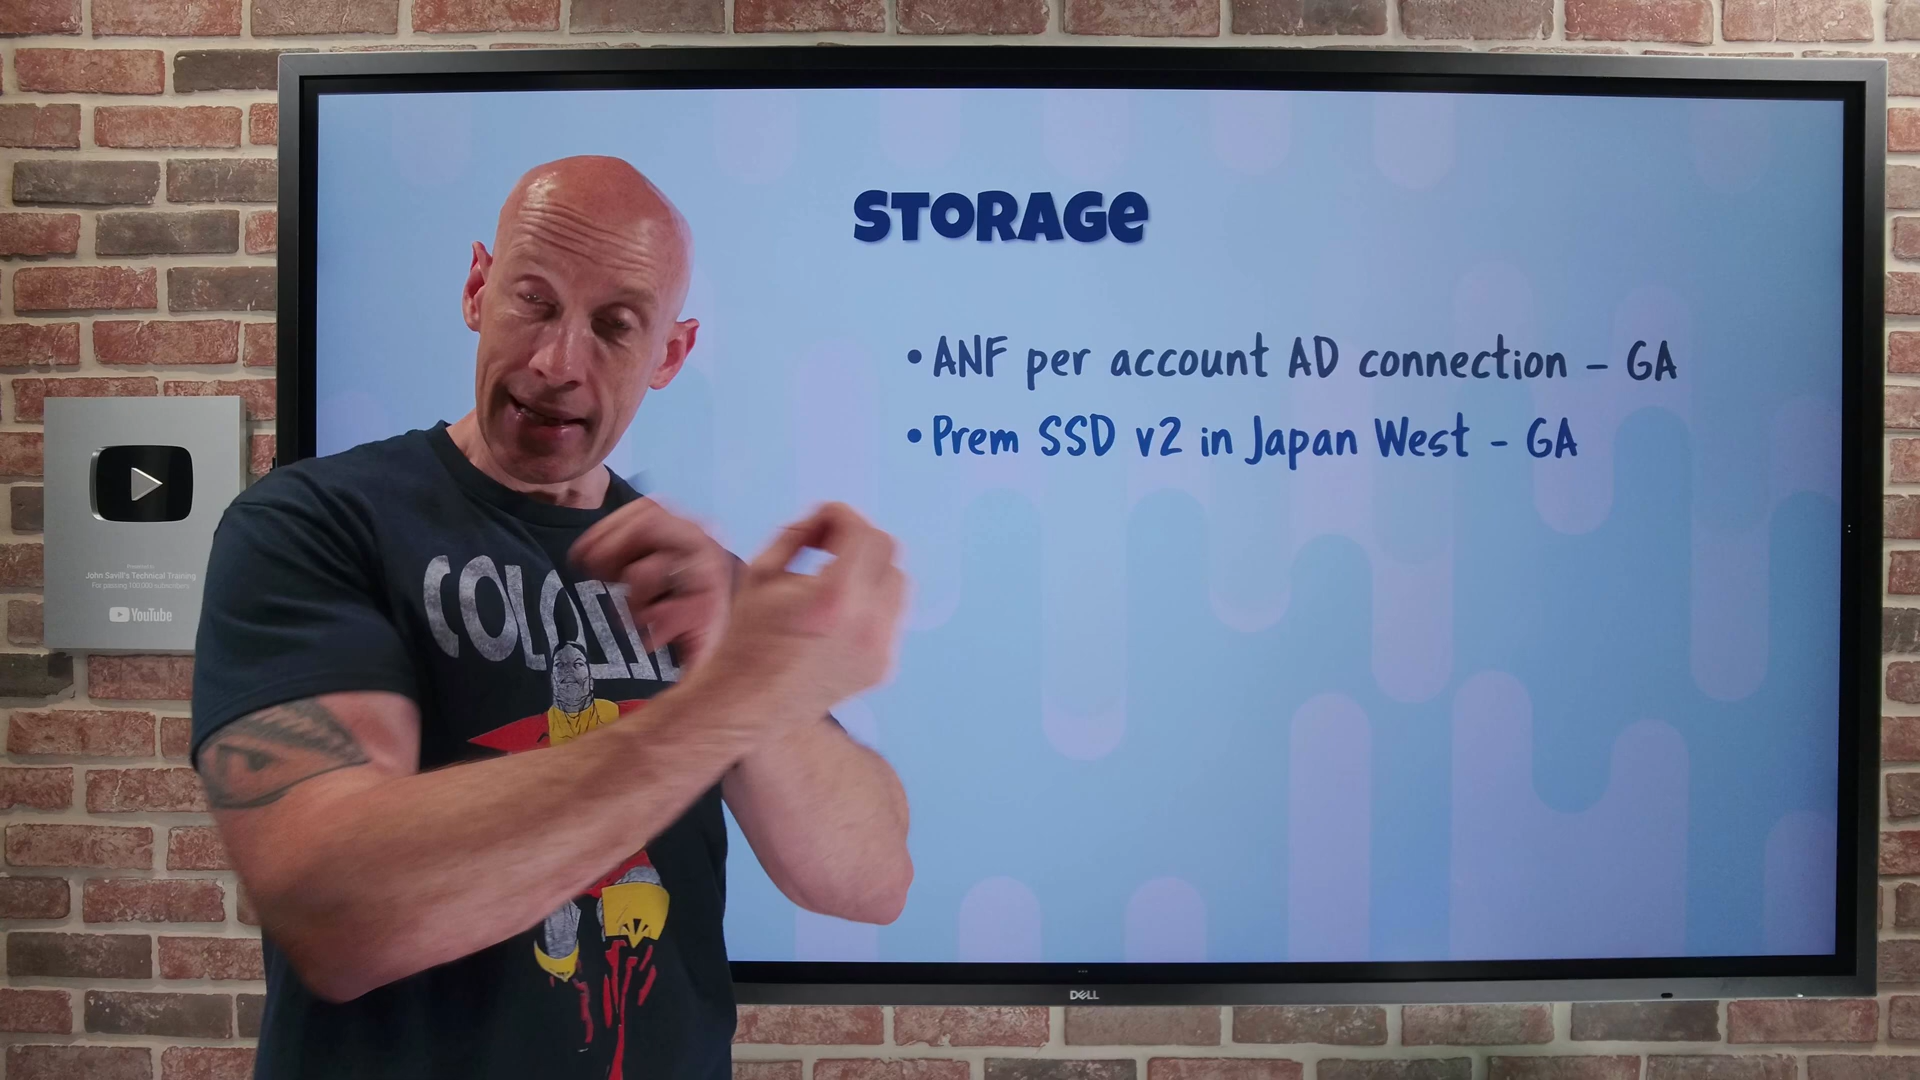 STORAGE
• ANF per account AD connection – GA
• Prem SSD v2 in Japan West - GA
John Savill's Technical Training
For passing 100,000 subscribers
YouTube
DELL